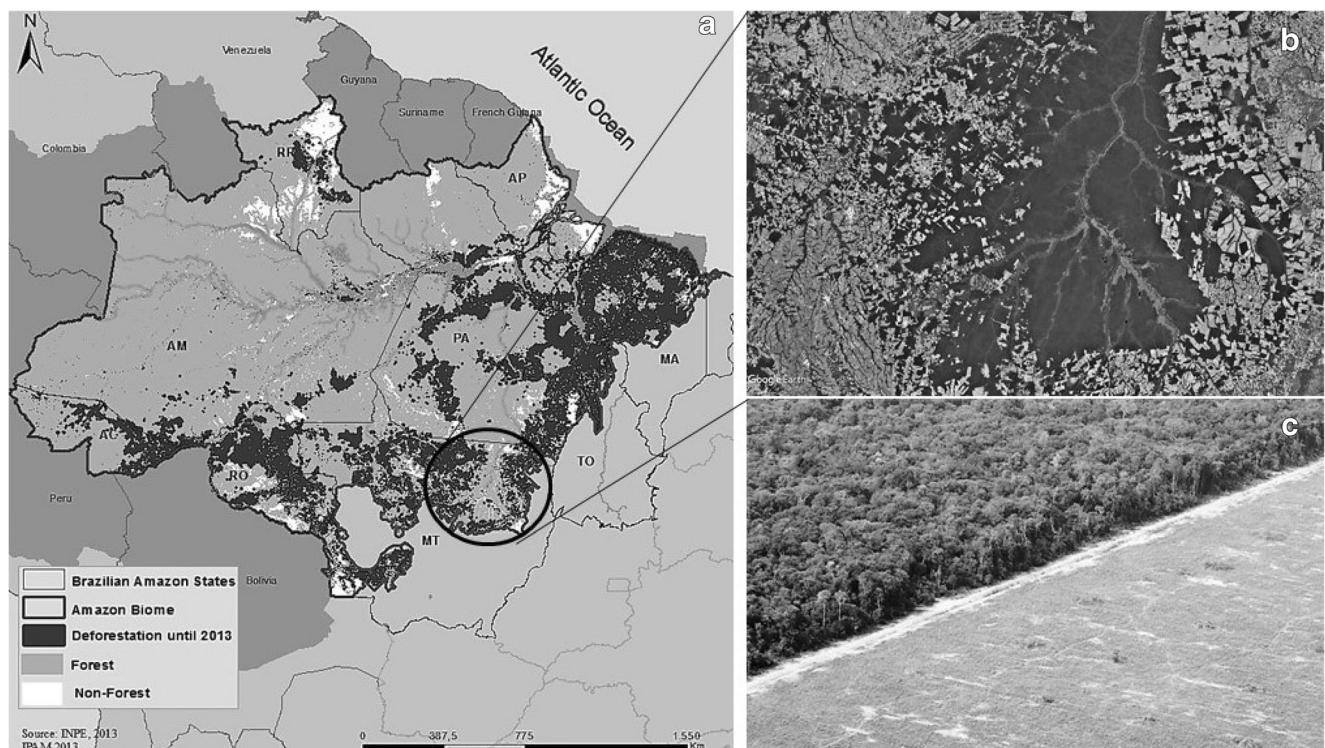 N
a
Venezuela
Guyana
Suriname
French Guiana
Atlantic Ocean
Colombia
RR
AP
AM
PA
MA
AC
RO
TO
MT
Peru
Bolivia
Brazilian Amazon States
Amazon Biome
Deforestation until 2013
Forest
Non-Forest
Source: INPE, 2013
IPAM 2013
0 387,5 775 1.550
Km
b
Google Earth
c